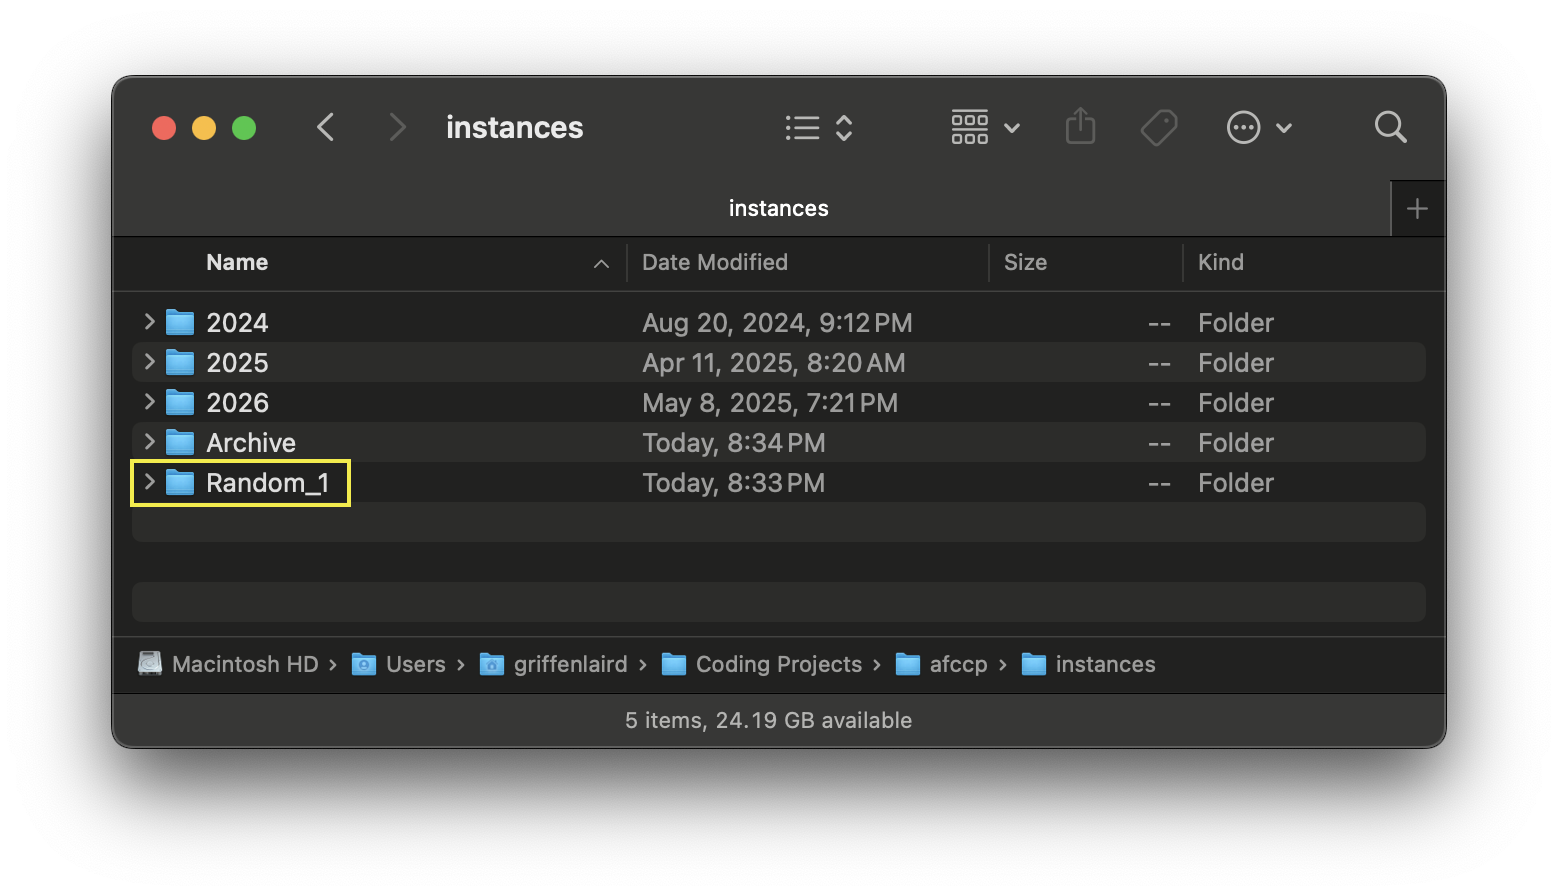 instances
instances
Name Date Modified Size Kind
2024 Aug 20, 2024, 9:12 PM -- Folder
2025 Apr 11, 2025, 8:20 AM -- Folder
2026 May 8, 2025, 7:21 PM -- Folder
Archive Today, 8:34 PM -- Folder
Random_1 Today, 8:33 PM -- Folder
Macintosh HD › Users › griffenlaird › Coding Projects › afccp › instances
5 items, 24.19 GB available